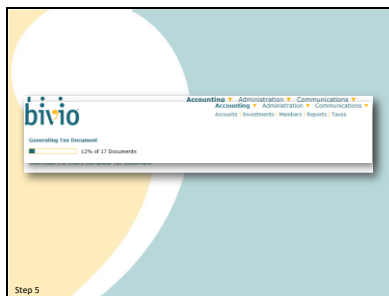 Accounting ▼ Administration ▼ Communications ▼
bivio
Accounting ▼ Administration ▼ Communications ▼
Accounts | Investments | Members | Reports | Taxes
Generating Tax Document
12% of 17 Documents
Step 5